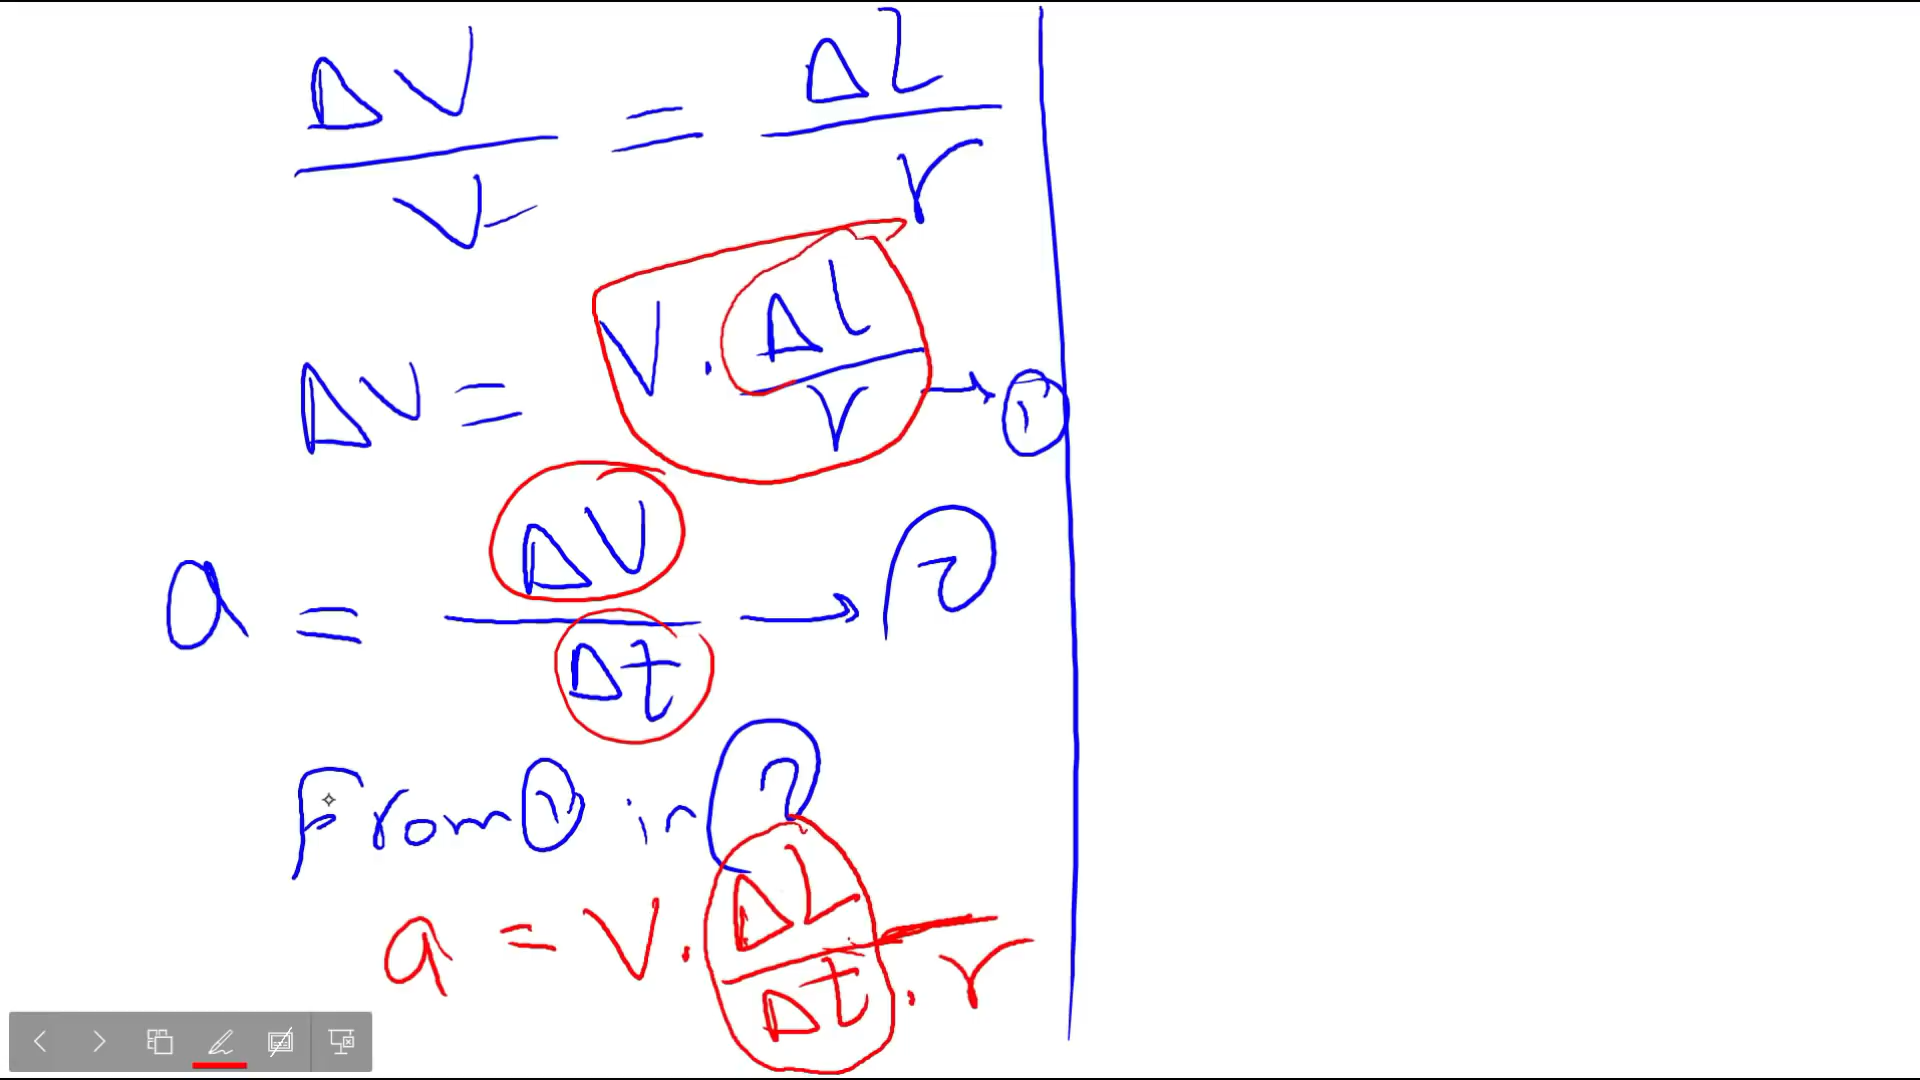 ΔV / V = Δl / r
ΔV = V . Δl / r → ①
a = ΔV / Δt → ②
From ① in ②
a = V . Δl / Δt . r